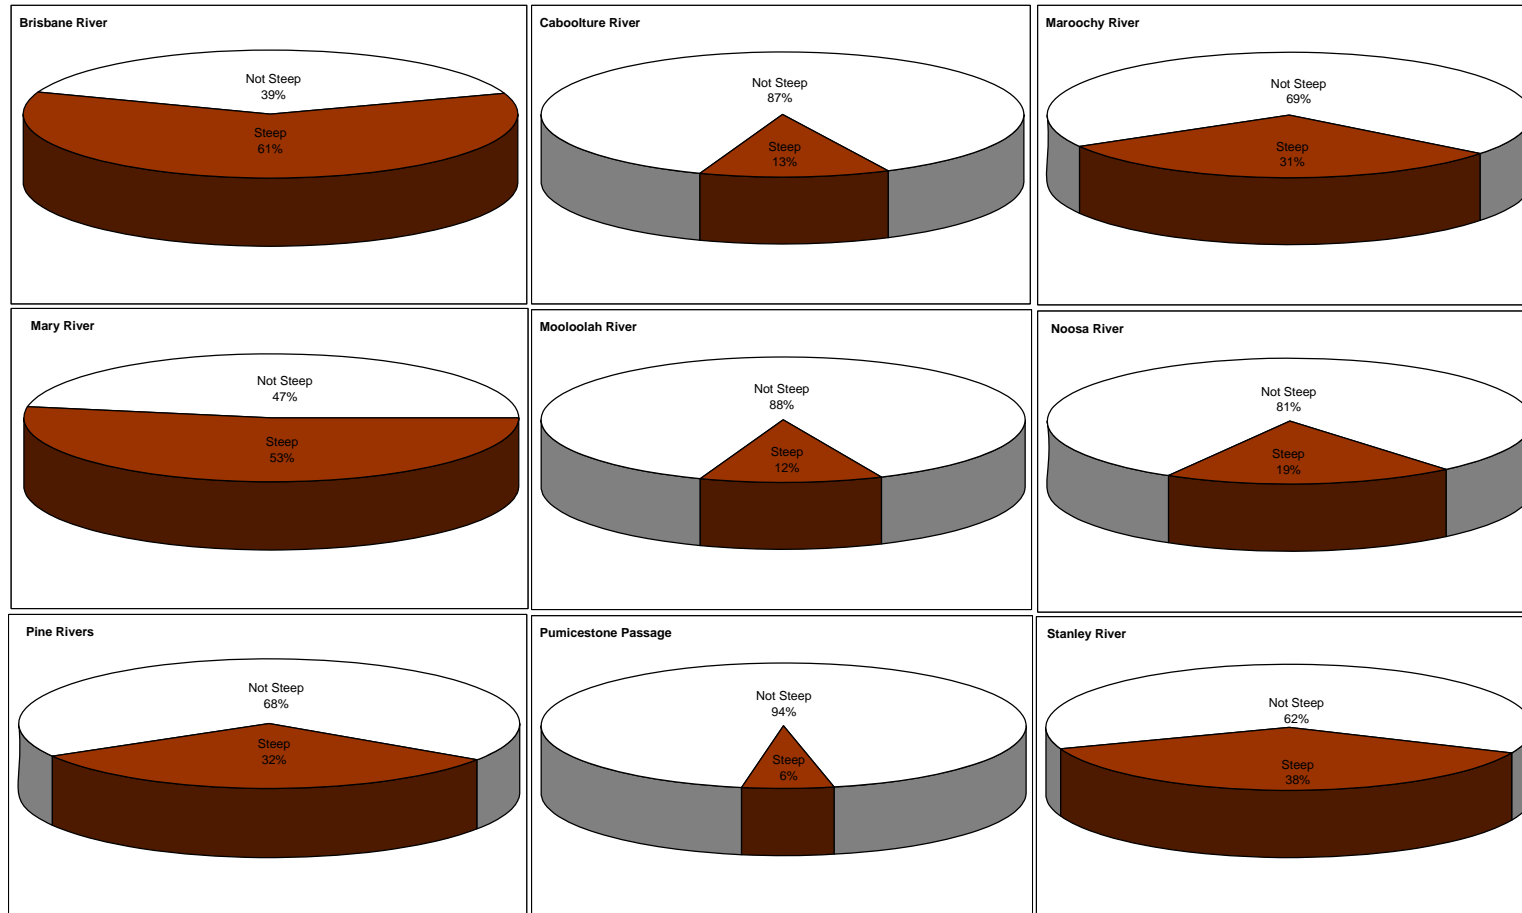 Brisbane River
Not Steep
39%
Steep
61%
Caboolture River
Not Steep
87%
Steep
13%
Maroochy River
Not Steep
69%
Steep
31%
Mary River
Not Steep
47%
Steep
53%
Mooloolah River
Not Steep
88%
Steep
12%
Noosa River
Not Steep
81%
Steep
19%
Pine Rivers
Not Steep
68%
Steep
32%
Pumicestone Passage
Not Steep
94%
Steep
6%
Stanley River
Not Steep
62%
Steep
38%